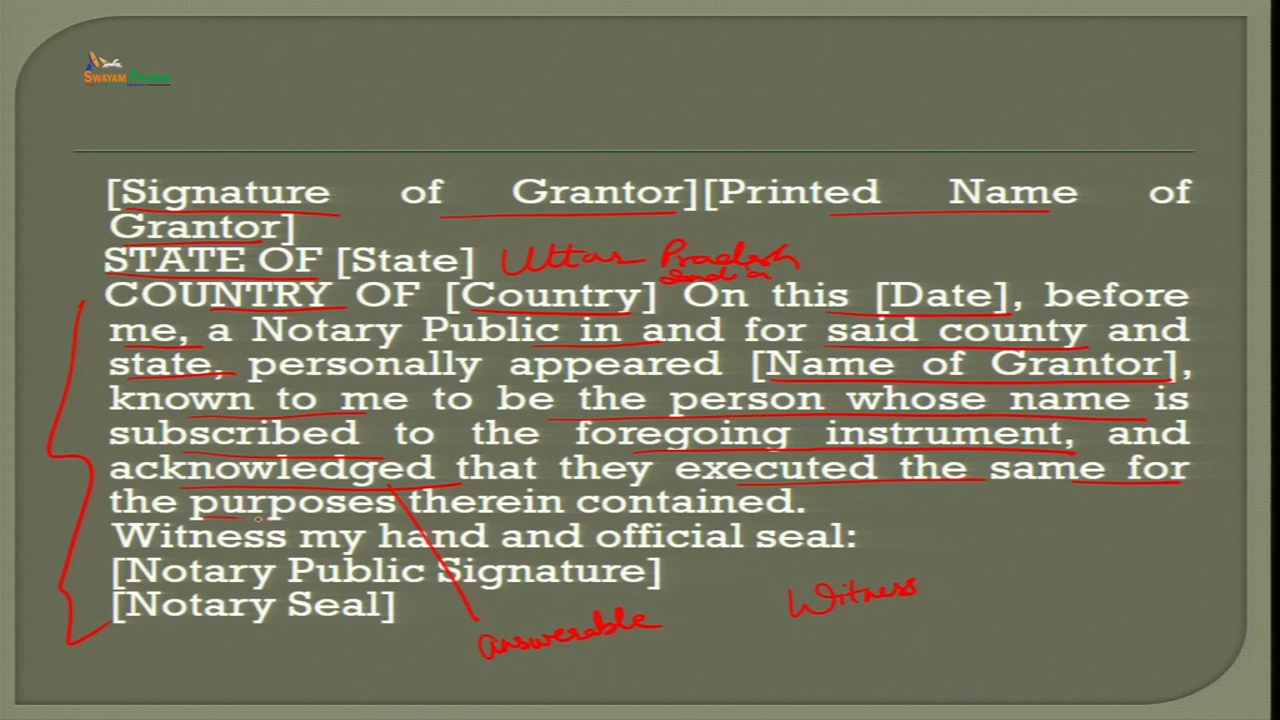 SWAYAM PRABHA
[Signature of Grantor][Printed Name of
Grantor]
STATE OF [State] Uttar Pradesh
India
COUNTRY OF [Country] On this [Date], before
me, a Notary Public in and for said county and
state, personally appeared [Name of Grantor],
known to me to be the person whose name is
subscribed to the foregoing instrument, and
acknowledged that they executed the same for
the purposes therein contained.
Witness my hand and official seal:
[Notary Public Signature]
[Notary Seal]
Witness
answerable